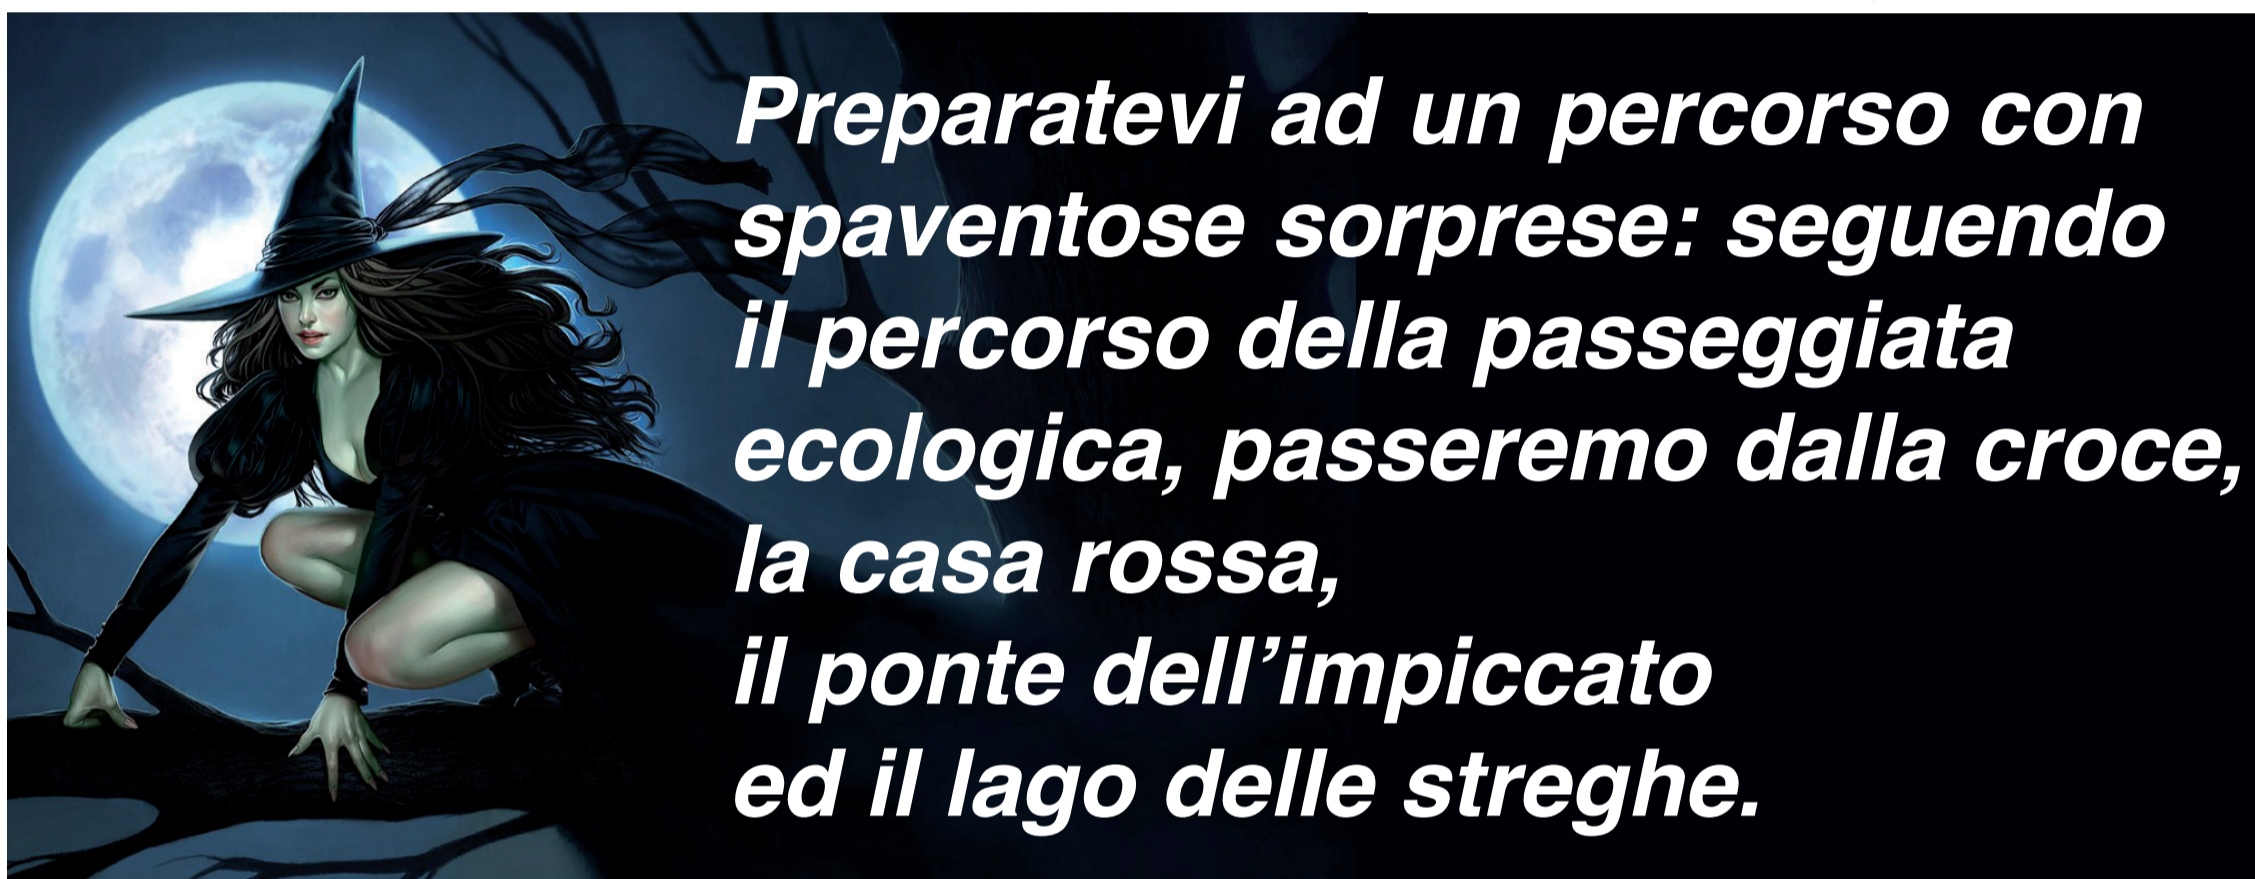 Preparatevi ad un percorso con
spaventose sorprese: seguendo
il percorso della passeggiata
ecologica, passeremo dalla croce,
la casa rossa,
il ponte dell’impiccato
ed il lago delle streghe.